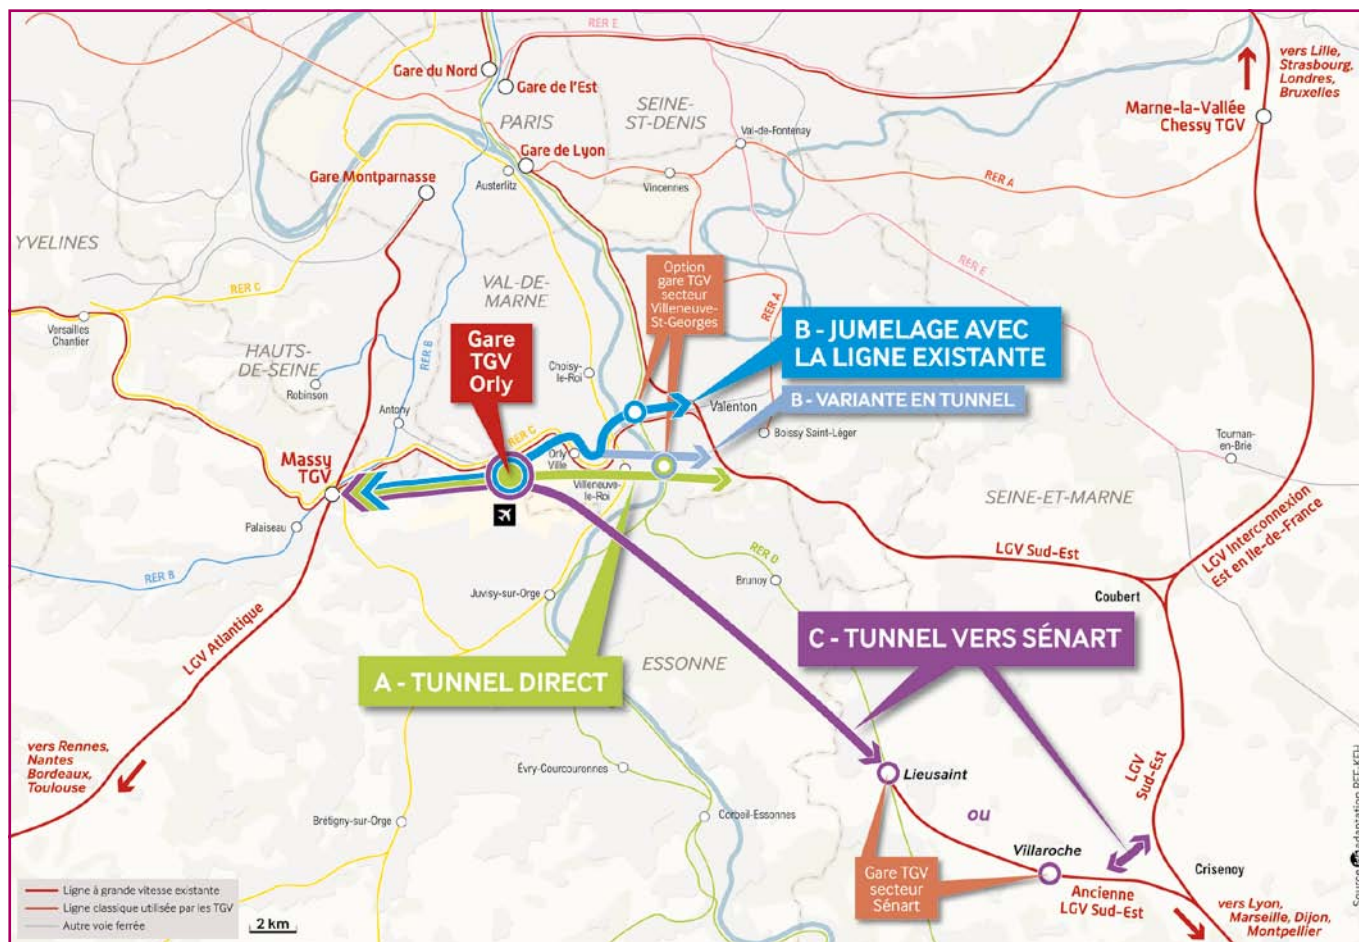 RER E
vers Lille,
Strasbourg,
Londres,
Bruxelles
Gare du Nord
Gare de l'Est
SEINE-
ST-DENIS
PARIS
Marne-la-Vallée
Chessy TGV
Val-de-Fontenay
Gare de Lyon
Gare Montparnasse
Austerlitz
Vincennes
RER A
YVELINES
RER C
VAL-DE-
MARNE
Option
gare TGV
secteur
Villeneuve-
St-Georges
RER A
RER E
Versailles
Chantier
HAUTS-
DE-SEINE
RER B
Gare
TGV
Orly
Choisy-
le-Roi
B - JUMELAGE AVEC
LA LIGNE EXISTANTE
Robinson
Antony
Valenton
B - VARIANTE EN TUNNEL
RER C
Boissy Saint-Léger
Tournan-
en-Brie
Massy
TGV
Orly
Ville
Villeneuve-
le-Roi
SEINE-ET-MARNE
Palaiseau
LGV Sud-Est
LGV Interconnexion
Est en Ile-de-France
RER B
RER D
Brunoy
Juvisy-sur-Orge
Coubert
LGV Atlantique
C - TUNNEL VERS SÉNART
ESSONNE
A - TUNNEL DIRECT
vers Rennes,
Nantes
Bordeaux,
Toulouse
LGV
Sud-Est
Évry-Courcouronnes
Lieusaint
ou
Corbeil-Essonnes
Brétigny-sur-Orge
Villaroche
Gare TGV
secteur
Sénart
Crisenoy
Ancienne
LGV Sud-Est
Ligne à grande vitesse existante
Ligne classique utilisée par les TGV
Autre voie ferrée
2 km
vers Lyon,
Marseille, Dijon,
Montpellier
Source
adaptation RFF-KFH